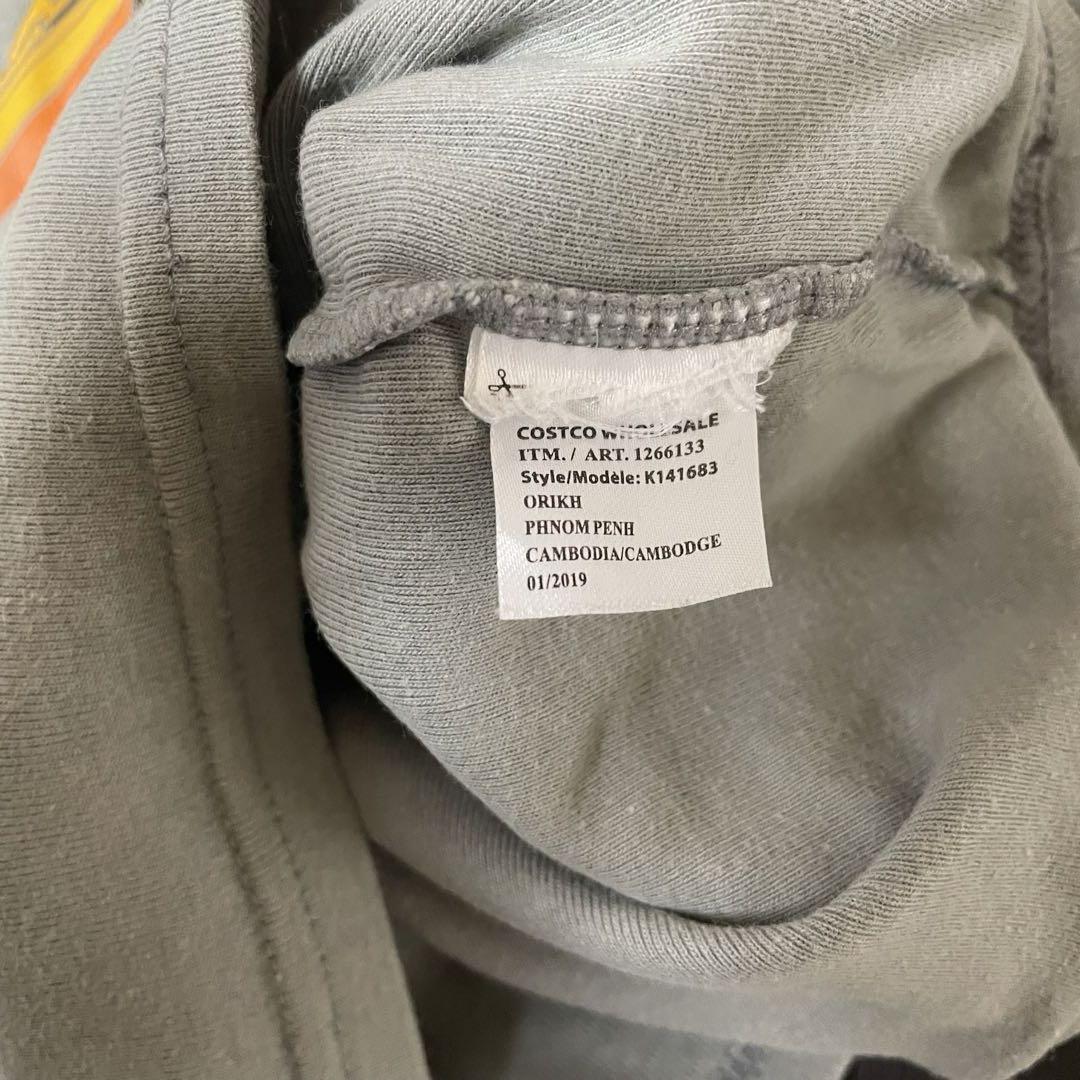 COSTCO WHOLESALE
ITM. / ART. 1266133
Style/Modèle: K141683
ORIKH
PHNOM PENH
CAMBODIA/CAMBODGE
01/2019